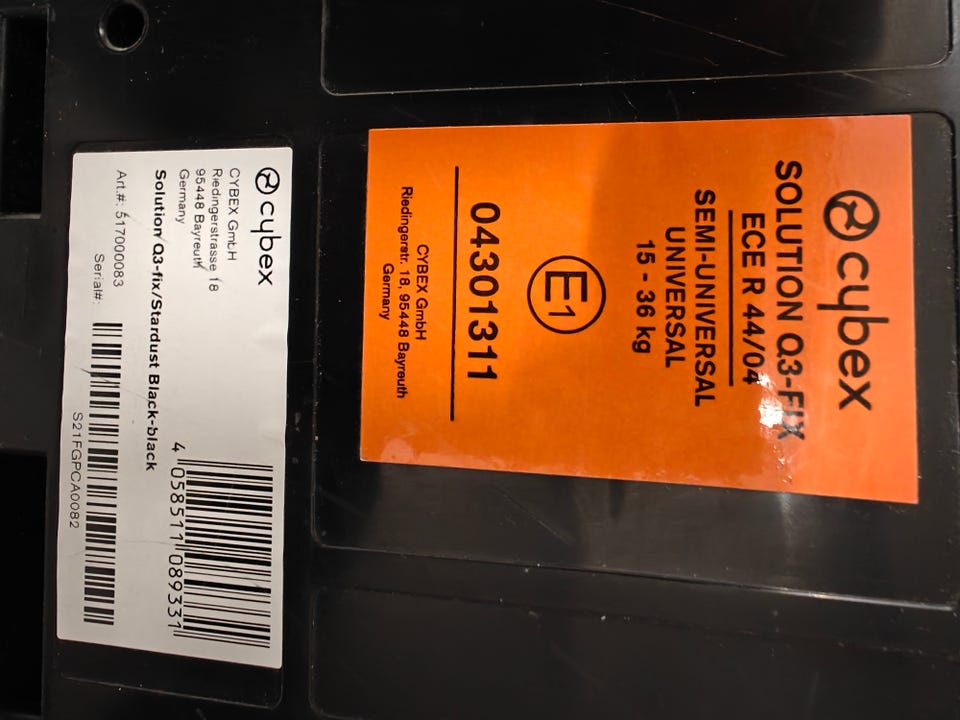 cybex
SOLUTION Q3-FIX
ECE R 44/04
SEMI-UNIVERSAL
UNIVERSAL
15 - 36 kg
E1
04301311
CYBEX GmbH
Riedingerstr. 18, 95448 Bayreuth
Germany
cybex
CYBEX GmbH
Riedingerstrasse 18
95448 Bayreuth
Germany
4 058511 089331
Solution Q3-fix/Stardust Black-black
Art.#: 517000083
Serial#:
S21FGPCA0082